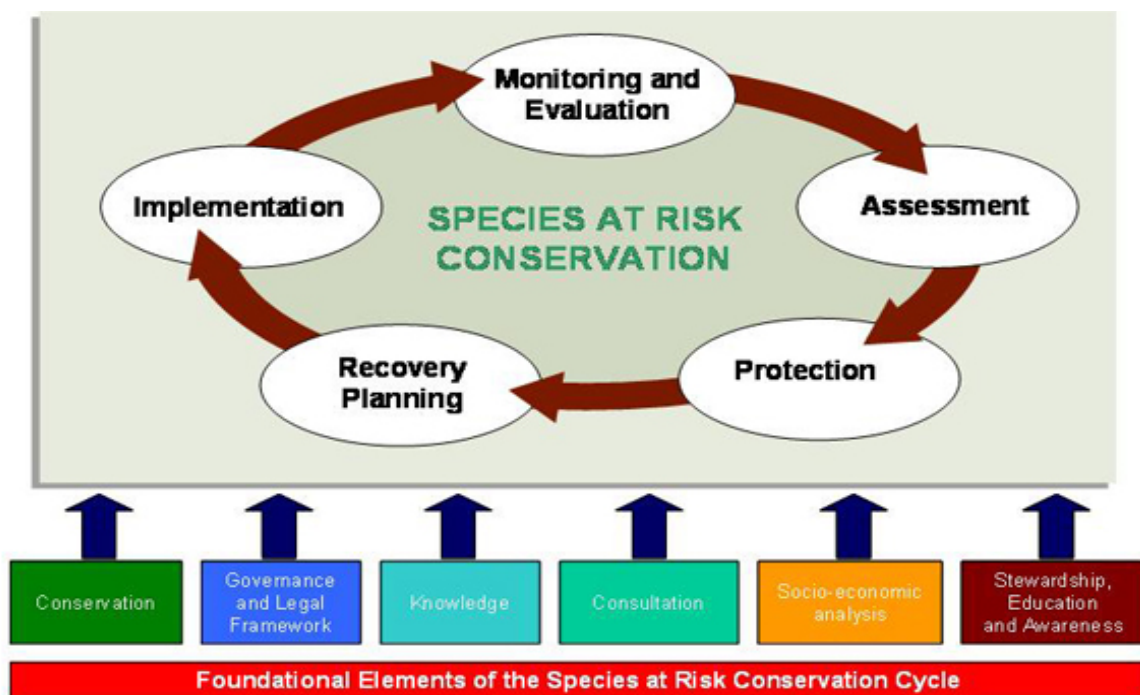 Monitoring and
Evaluation
Implementation
Assessment
SPECIES AT RISK
CONSERVATION
Recovery
Planning
Protection
Conservation
Governance
and Legal
Framework
Knowledge
Consultation
Socio-economic
analysis
Stewardship,
Education
and Awareness
Foundational Elements of the Species at Risk Conservation Cycle